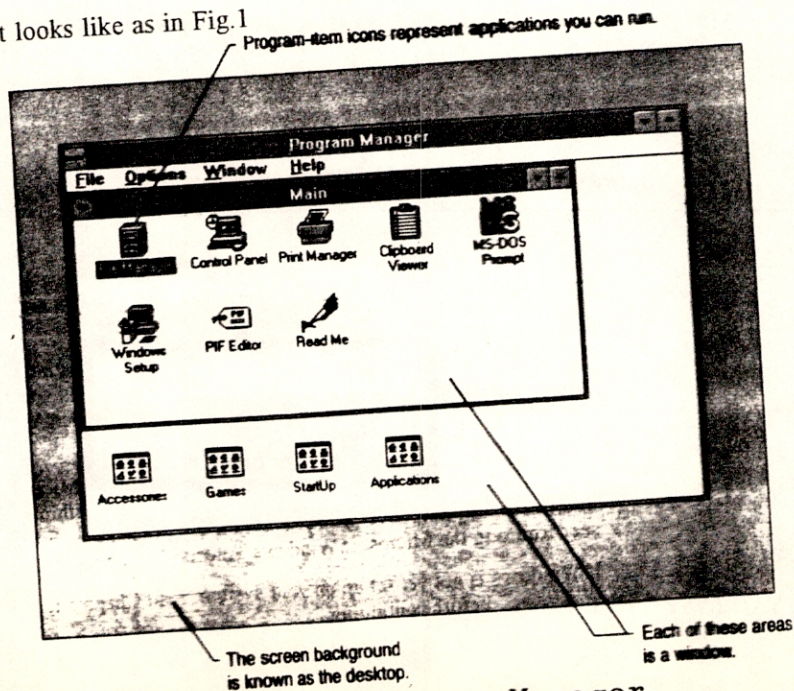 t looks like as in Fig.1
Program-item icons represent applications you can run.
Program Manager
File Options Window Help
Main
Control Panel
Print Manager
Clipboard
Viewer
MS-DOS
Prompt
Windows
Setup
PIF Editor
Read Me
Accessories
Games
StartUp
Applications
The screen background
is known as the desktop.
Each of these areas
is a window.